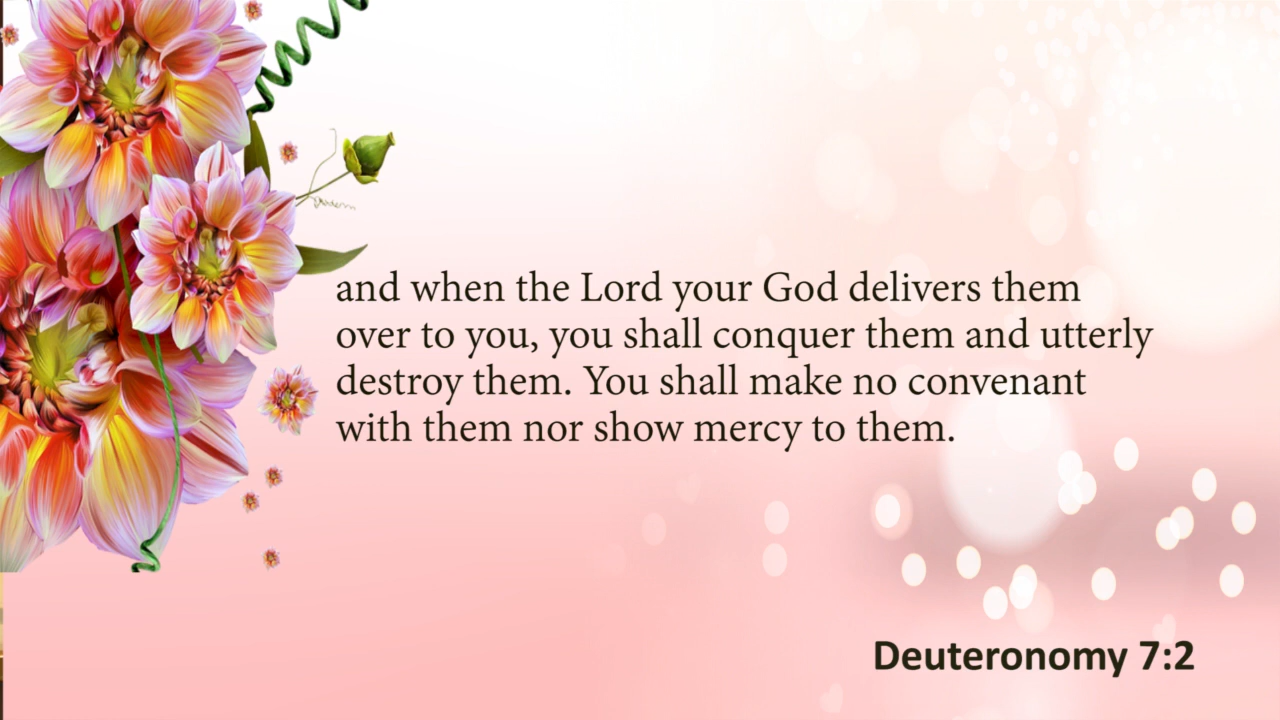 and when the Lord your God delivers them
over to you, you shall conquer them and utterly
destroy them. You shall make no convenant
with them nor show mercy to them.
Deuteronomy 7:2